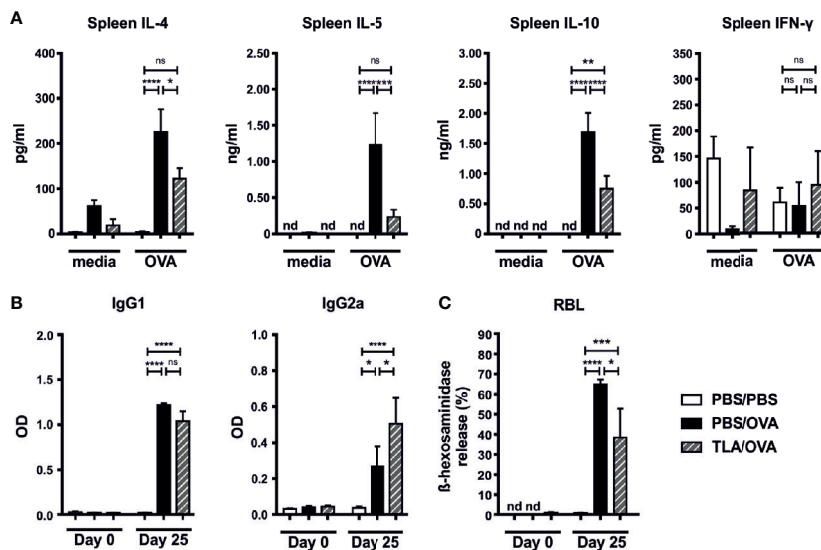 A
Spleen IL-4
Spleen IL-5
Spleen IL-10
Spleen IFN-γ
pg/ml
400
300
200
100
0
ns
**** *
media OVA
ng/ml
2.00
1.50
1.00
0.50
0.00
ns
nd nd nd
media OVA
ng/ml
2.50
2.00
1.50
1.00
0.50
0.00
**
********
nd nd nd nd
media OVA
pg/ml
350
300
250
200
150
100
50
0
ns
ns ns
media OVA
B
IgG1
IgG2a
C
RBL
OD
2.0
1.5
1.0
0.5
0.0
****
**** ns
Day 0 Day 25
OD
1.0
0.8
0.6
0.4
0.2
0.0
****
* *
Day 0 Day 25
ß-hexosaminidase
release (%)
90
80
70
60
50
40
30
20
10
0
***
**** *
nd nd
Day 0 Day 25
PBS/PBS
PBS/OVA
TLA/OVA